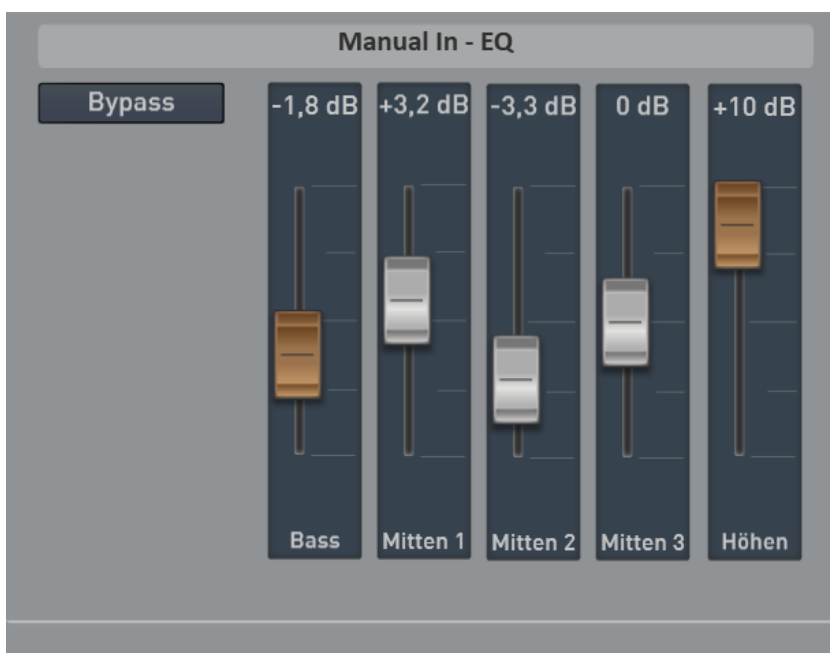 Manual In - EQ
Bypass
-1,8 dB
+3,2 dB
-3,3 dB
0 dB
+10 dB
Bass
Mitten 1
Mitten 2
Mitten 3
Höhen